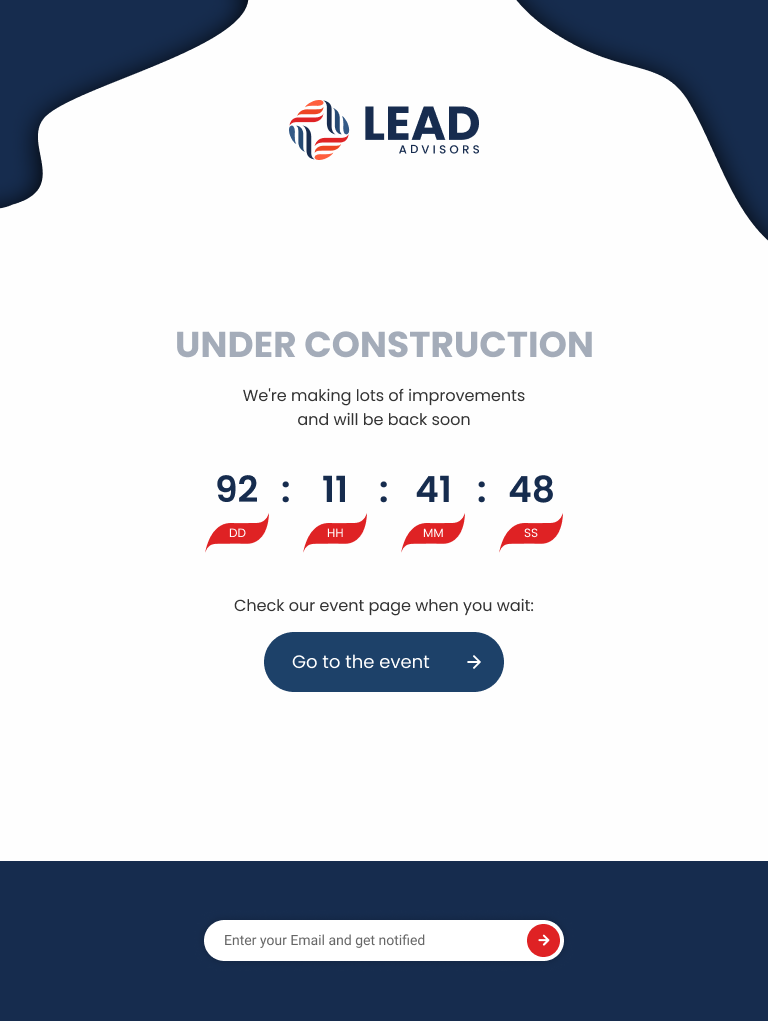 LEAD
ADVISORS
UNDER CONSTRUCTION
We're making lots of improvements
and will be back soon
92 : 11 : 41 : 48
DD HH MM SS
Check our event page when you wait:
Go to the event
Enter your Email and get notified